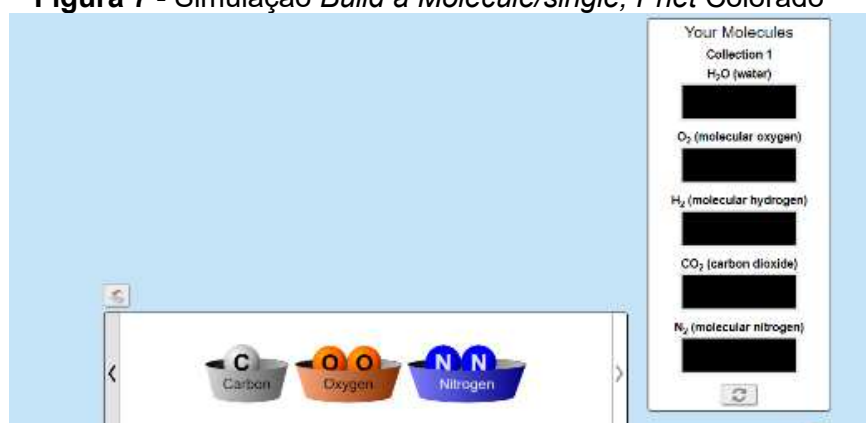 Figura 7 - Simulação Build a Molecule/single, Phet Colorado
Your Molecules
Collection 1
H₂O (water)
O₂ (molecular oxygen)
H₂ (molecular hydrogen)
CO₂ (carbon dioxide)
N₂ (molecular nitrogen)
C
O O
N N
Carbon
Oxygen
Nitrogen